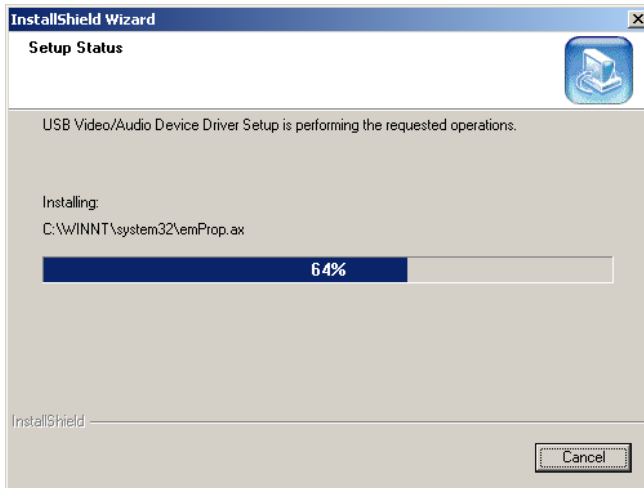 InstallShield Wizard
Setup Status
USB Video/Audio Device Driver Setup is performing the requested operations.
Installing:
C:\WINNT\system32\emProp.ax
64%
InstallShield
Cancel